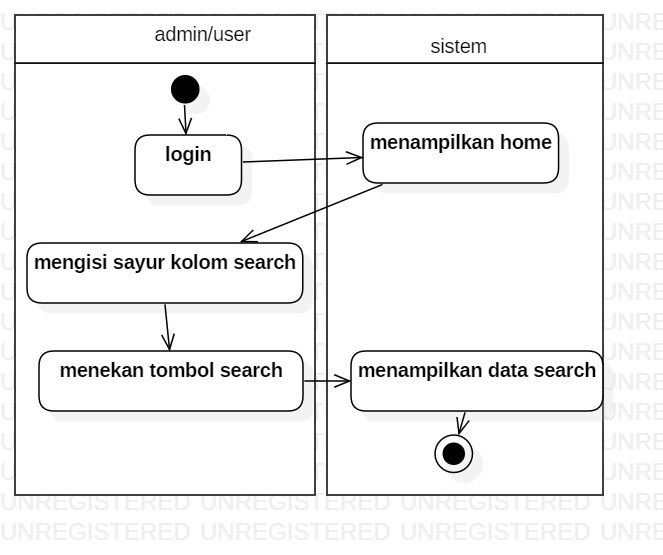 admin/user
sistem
login
menampilkan home
mengisi sayur kolom search
menekan tombol search
menampilkan data search
UNREGISTERED UNREGISTERED UNREGISTERED UNRE
UNREGISTERED UNREGISTERED UNREGISTERED UNRE